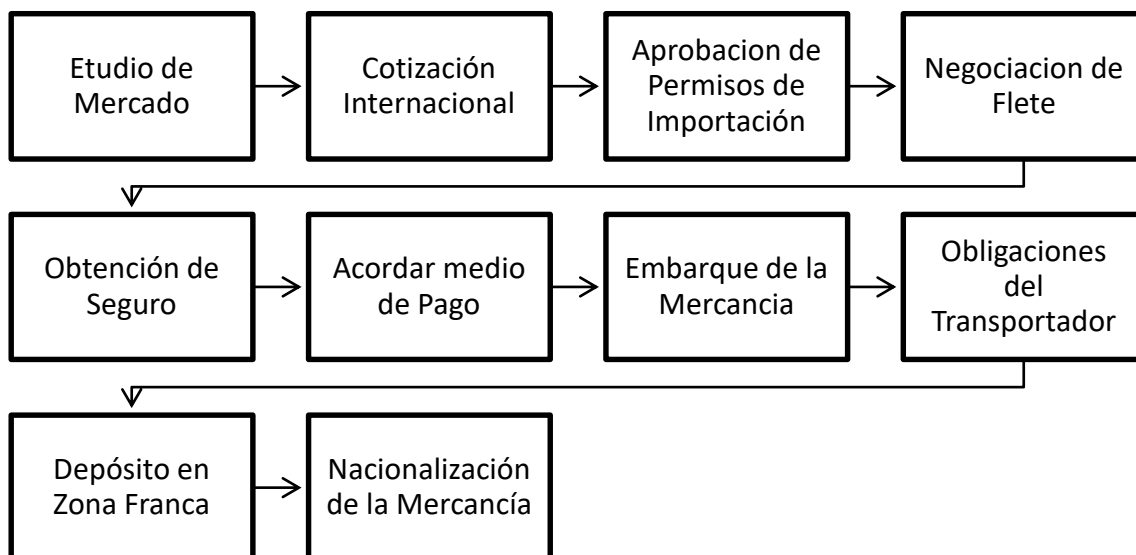 Etudio de
Mercado
Cotización
Internacional
Aprobacion de
Permisos de
Importación
Negociacion de
Flete
Obtención de
Seguro
Acordar medio
de Pago
Embarque de la
Mercancia
Obligaciones
del
Transportador
Depósito en
Zona Franca
Nacionalización
de la Mercancía